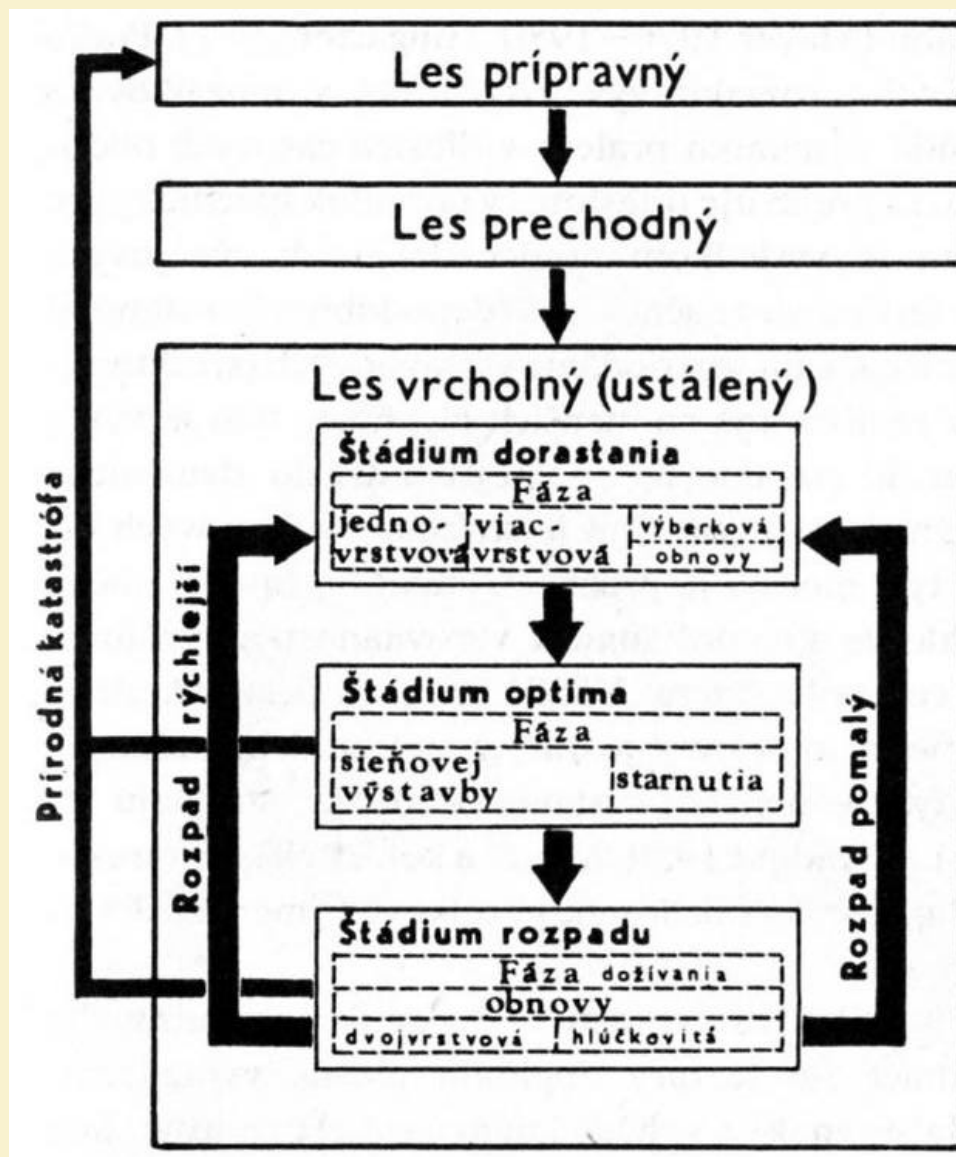 Les prípravný
Les prechodný
Les vrcholný (ustálený)
Štádium dorastania
Fáza
jedno-
vrstvová
viac-
vrstvová
výberková
obnovy
Štádium optima
Fáza
sieňovej
výstavby
starnutia
Štádium rozpadu
Fáza dožívania
obnovy
dvojvrstvová
hlúčkovitá
Prírodná katastrófa
Rozpad rýchlejší
Rozpad pomalý